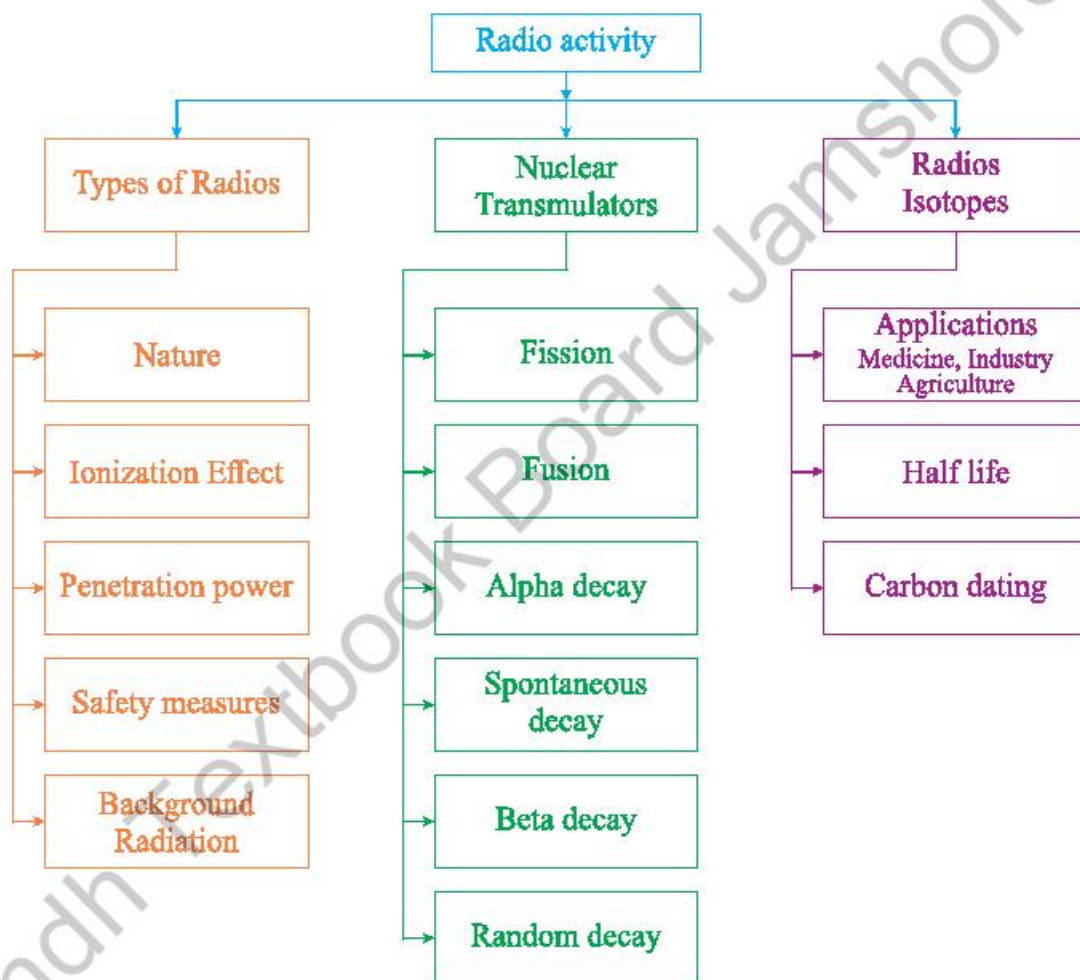 Radio activity
Types of Radios
Nature
Ionization Effect
Penetration power
Safety measures
Background
Radiation
Nuclear
Transmulators
Fission
Fusion
Alpha decay
Spontaneous
decay
Beta decay
Random decay
Radios
Isotopes
Applications
Medicine, Industry
Agriculture
Half life
Carbon dating
Textbook Board